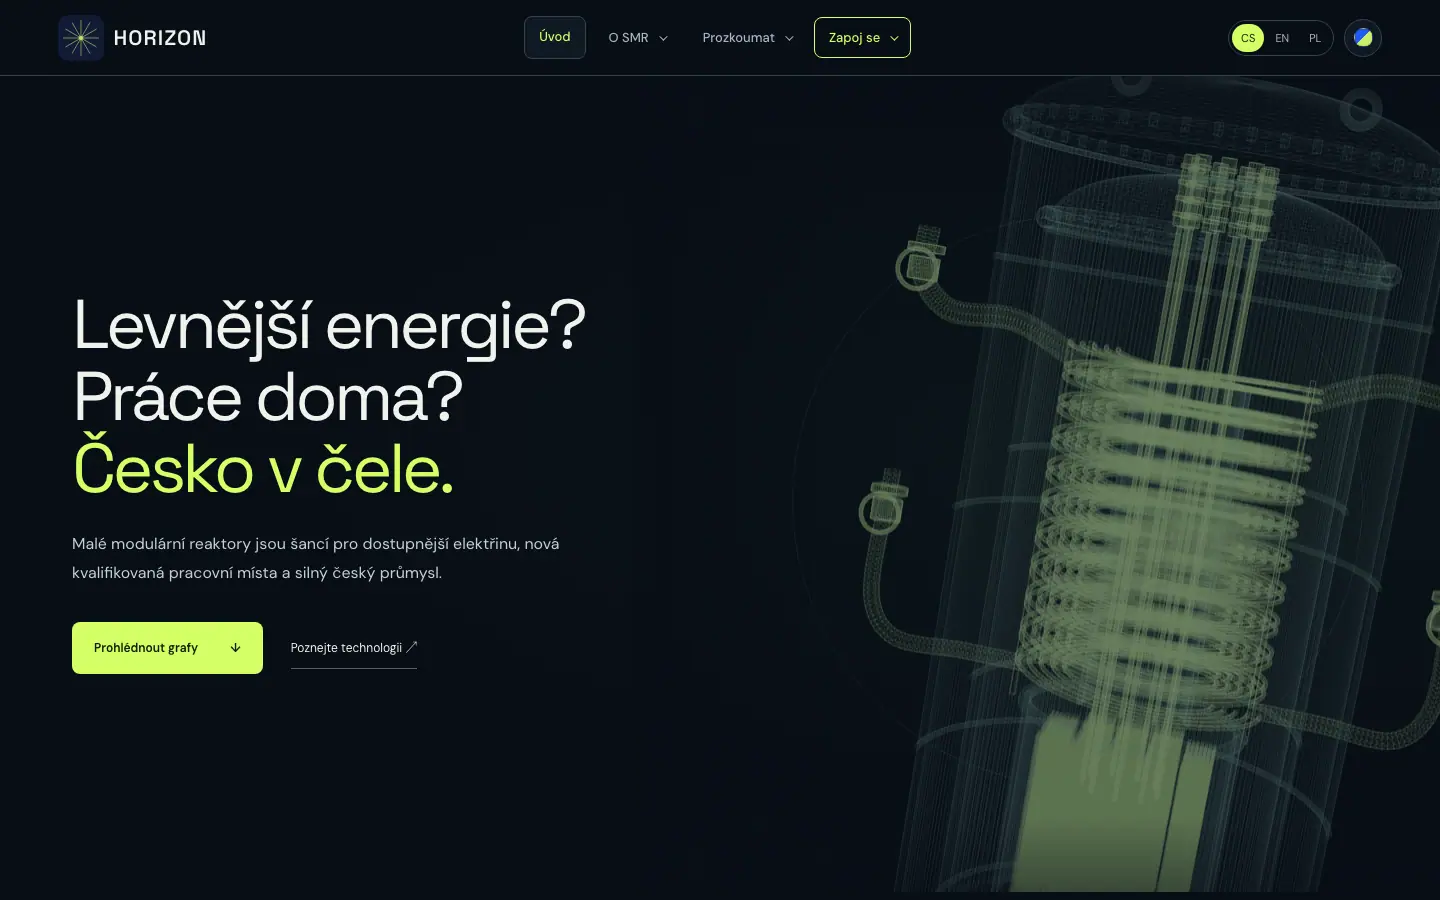 HORIZON
Úvod
O SMR
Prozkoumat
Zapoj se
CS
EN
PL
Levnější energie?
Práce doma?
Česko v čele.
Malé modulární reaktory jsou šancí pro dostupnější elektřinu, nová
kvalifikovaná pracovní místa a silný český průmysl.
Prohlédnout grafy ↓
Poznejte technologii ↗